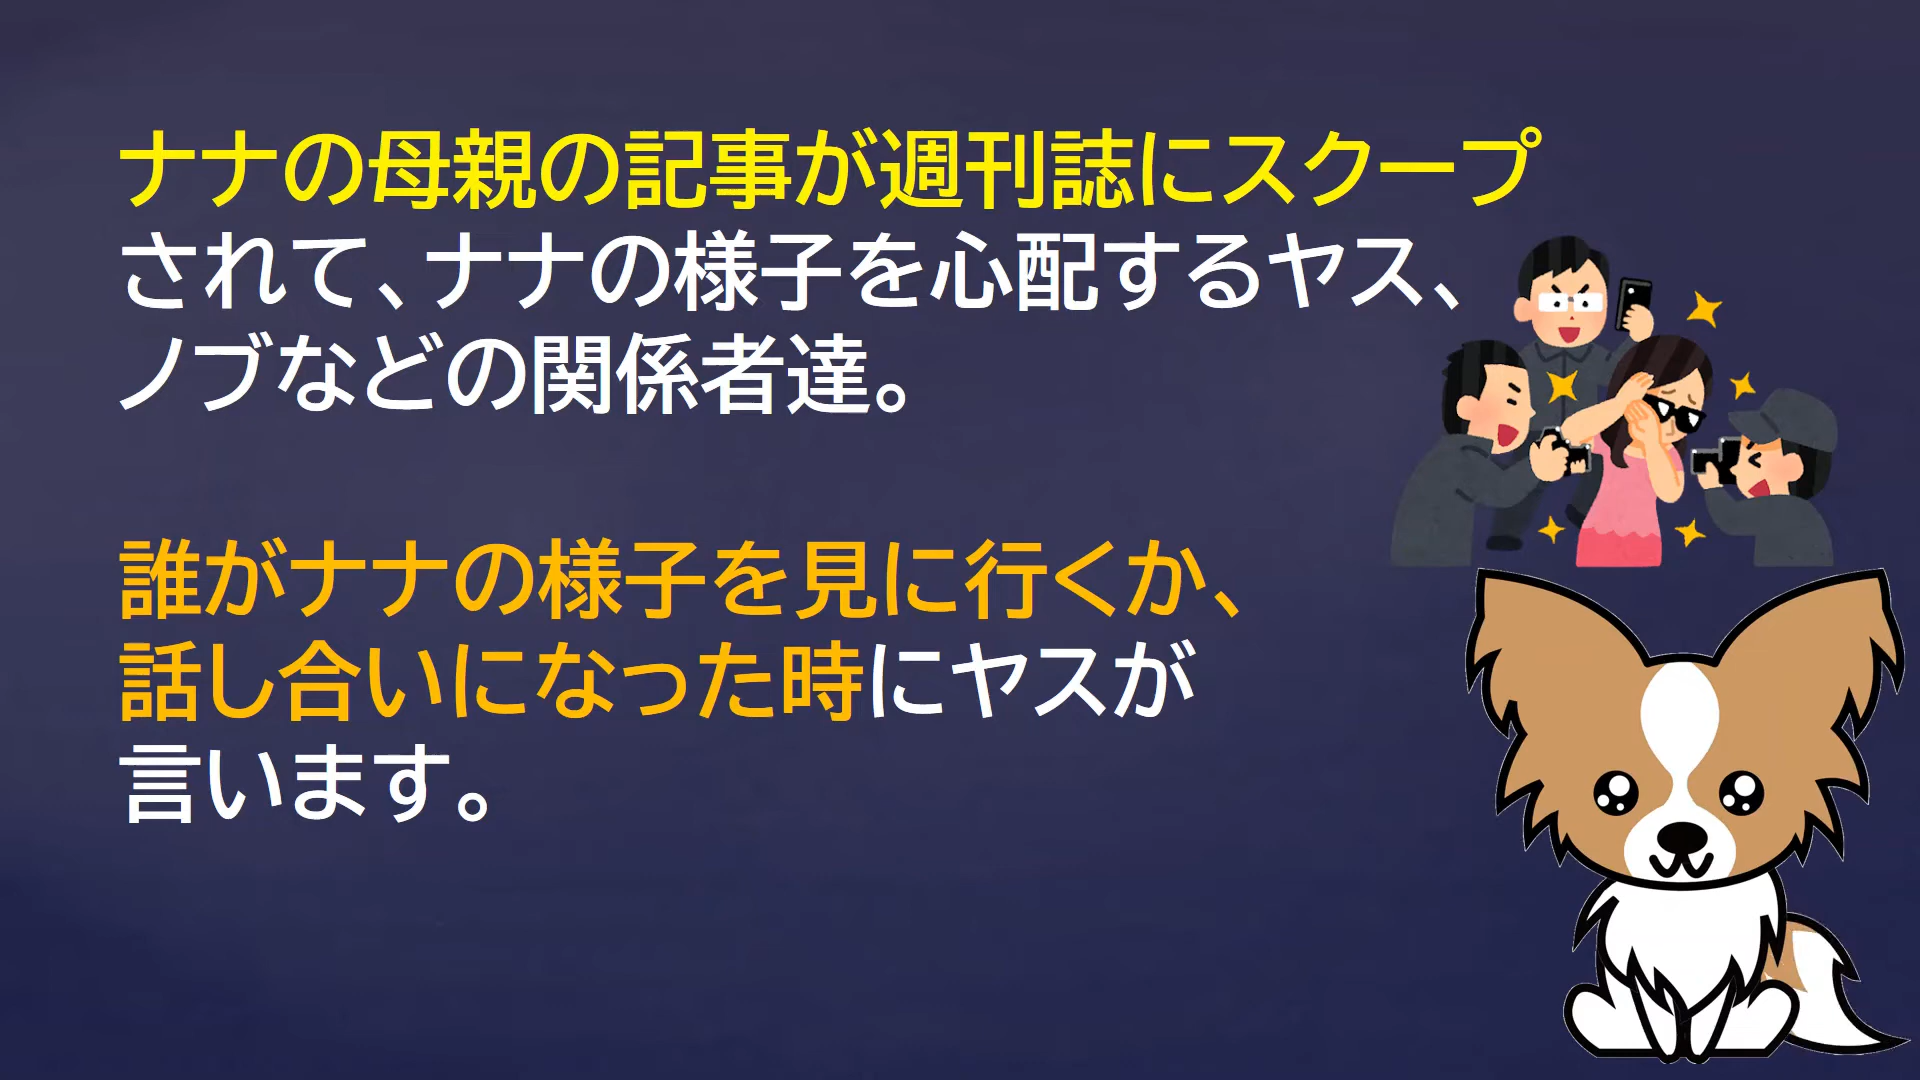 ナナの母親の記事が週刊誌にスクープ
されて、ナナの様子を心配するヤス、
ノブなどの関係者達。
誰がナナの様子を見に行くか、
話し合いになった時にヤスが
言います。